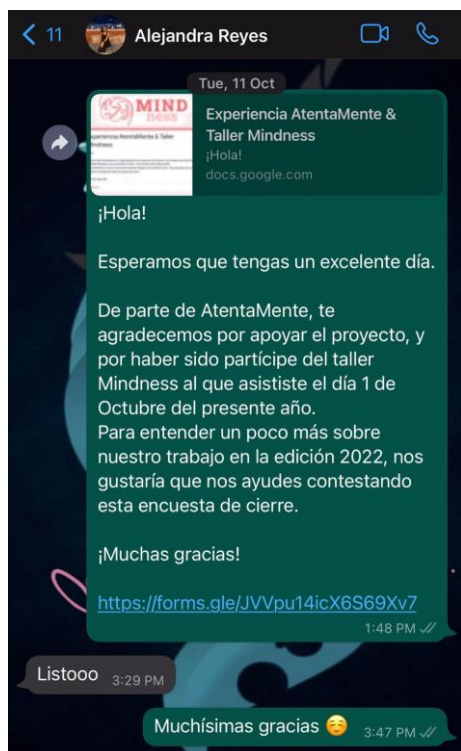 11
Alejandra Reyes
Tue, 11 Oct
MIND
ness
Experiencia AtentaMente &
Taller Mindness
¡Hola!
docs.google.com
¡Hola!
Esperamos que tengas un excelente día.
De parte de AtentaMente, te
agradecemos por apoyar el proyecto, y
por haber sido partícipe del taller
Mindness al que asististe el día 1 de
Octubre del presente año.
Para entender un poco más sobre
nuestro trabajo en la edición 2022, nos
gustaría que nos ayudes contestando
esta encuesta de cierre.
¡Muchas gracias!
https://forms.gle/JVVpu14icX6S69Xv7
1:48 PM
Listooo 3:29 PM
Muchísimas gracias ☺️ 3:47 PM